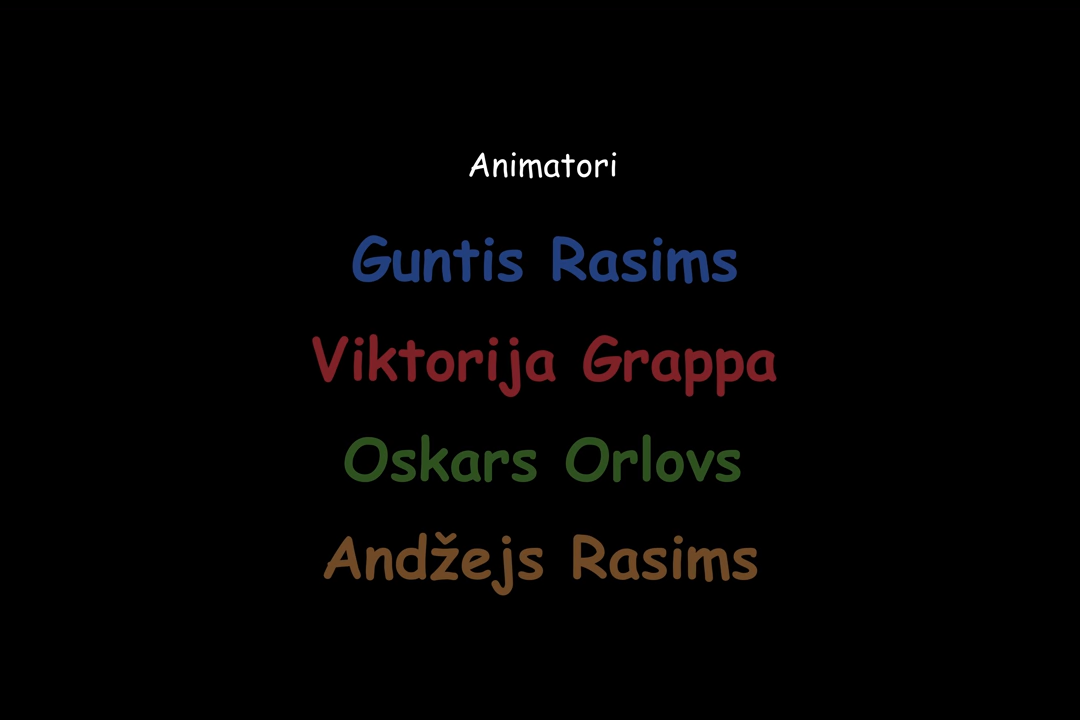 Animatori
Guntis Rasims
Viktorija Grappa
Oskars Orlovs
Andžejs Rasims